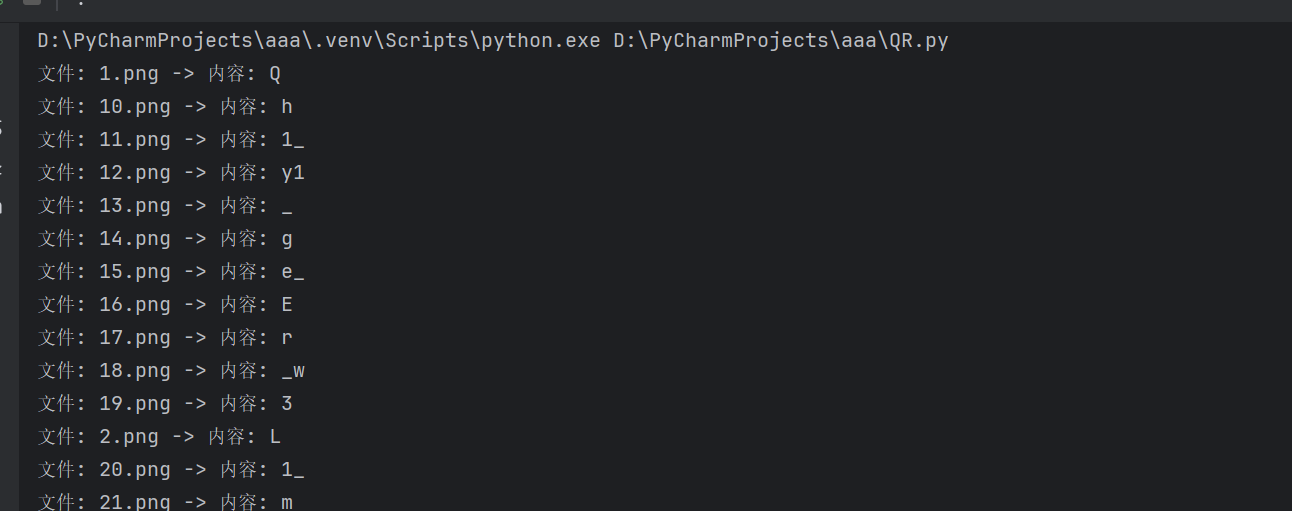 D:\PyCharmProjects\aaa\.venv\Scripts\python.exe D:\PyCharmProjects\aaa\QR.py
文件: 1.png -> 内容: Q
文件: 10.png -> 内容: h
文件: 11.png -> 内容: 1_
文件: 12.png -> 内容: y1
文件: 13.png -> 内容: _
文件: 14.png -> 内容: g
文件: 15.png -> 内容: e_
文件: 16.png -> 内容: E
文件: 17.png -> 内容: r
文件: 18.png -> 内容: _w
文件: 19.png -> 内容: 3
文件: 2.png -> 内容: L
文件: 20.png -> 内容: 1_
文件: 21.png -> 内容: m